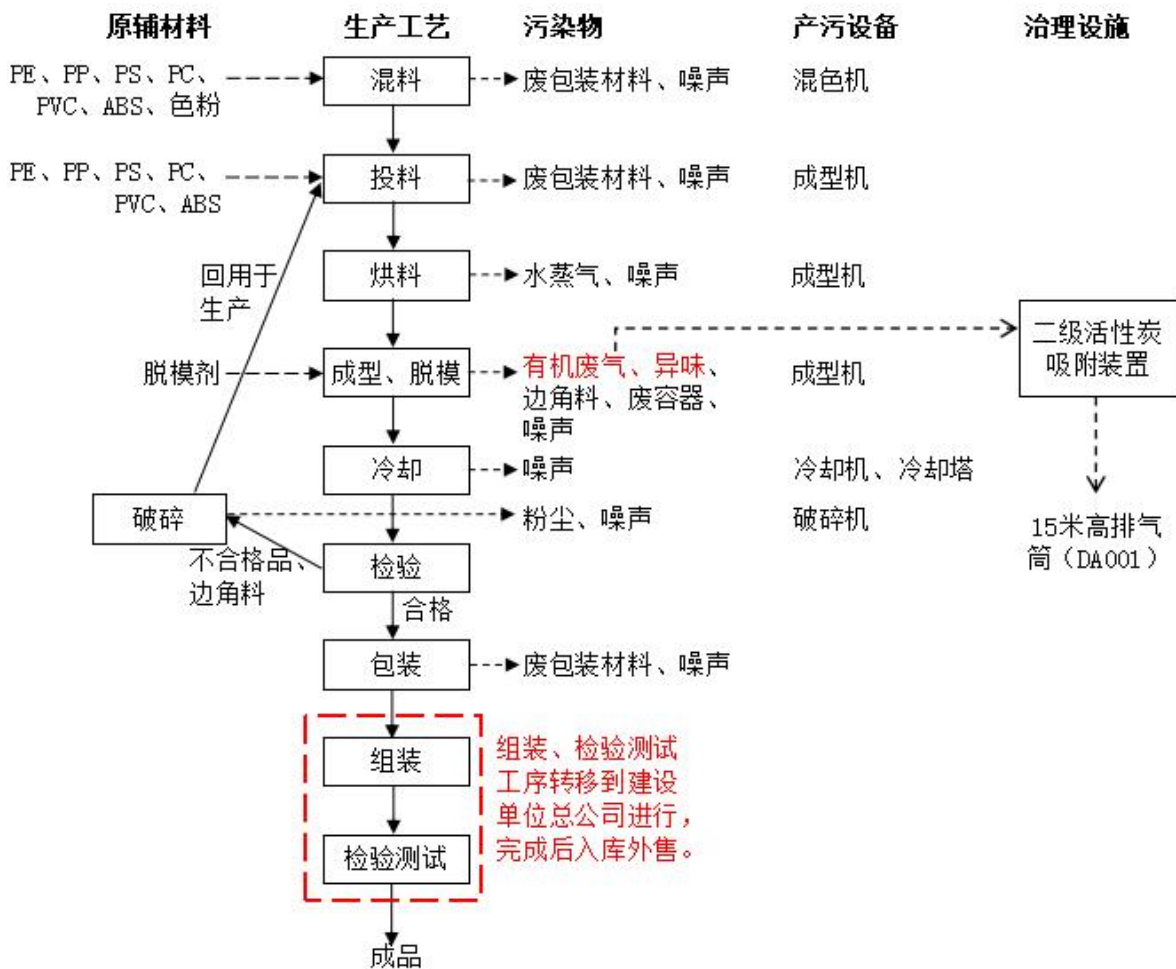 原辅材料 生产工艺 污染物 产污设备 治理设施
PE、PP、PS、PC、
PVC、ABS、色粉
混料
废包装材料、噪声
混色机
PE、PP、PS、PC、
PVC、ABS
投料
废包装材料、噪声
成型机
回用于
生产
烘料
水蒸气、噪声
成型机
二级活性炭
吸附装置
脱模剂
成型、脱模
有机废气、异味、
边角料、废容器、
噪声
成型机
冷却
噪声
冷却机、冷却塔
破碎
粉尘、噪声
破碎机
15米高排气
筒（DA001）
不合格品、
边角料
检验
合格
包装
废包装材料、噪声
组装
组装、检验测试
工序转移到建设
单位总公司进行，
完成后入库外售。
检验测试
成品